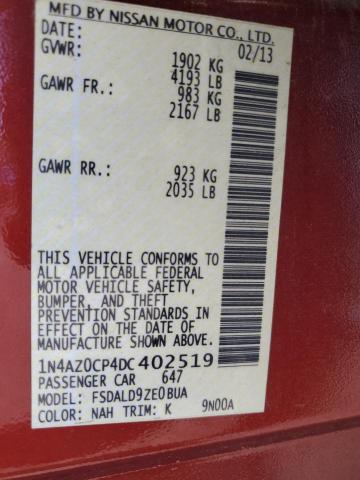 MFD BY NISSAN MOTOR CO., LTD.
DATE: 02/13
GVWR: 1902 KG
4193 LB
GAWR FR.: 983 KG
2167 LB
GAWR RR.: 923 KG
2035 LB
THIS VEHICLE CONFORMS TO
ALL APPLICABLE FEDERAL
MOTOR VEHICLE SAFETY,
BUMPER, AND THEFT
PREVENTION STANDARDS IN
EFFECT ON THE DATE OF
MANUFACTURE SHOWN ABOVE.
1N4AZ0CP4DC402519
PASSENGER CAR 647
MODEL: FSDALD9ZE0BUA
COLOR: NAH TRIM: K 9N00A